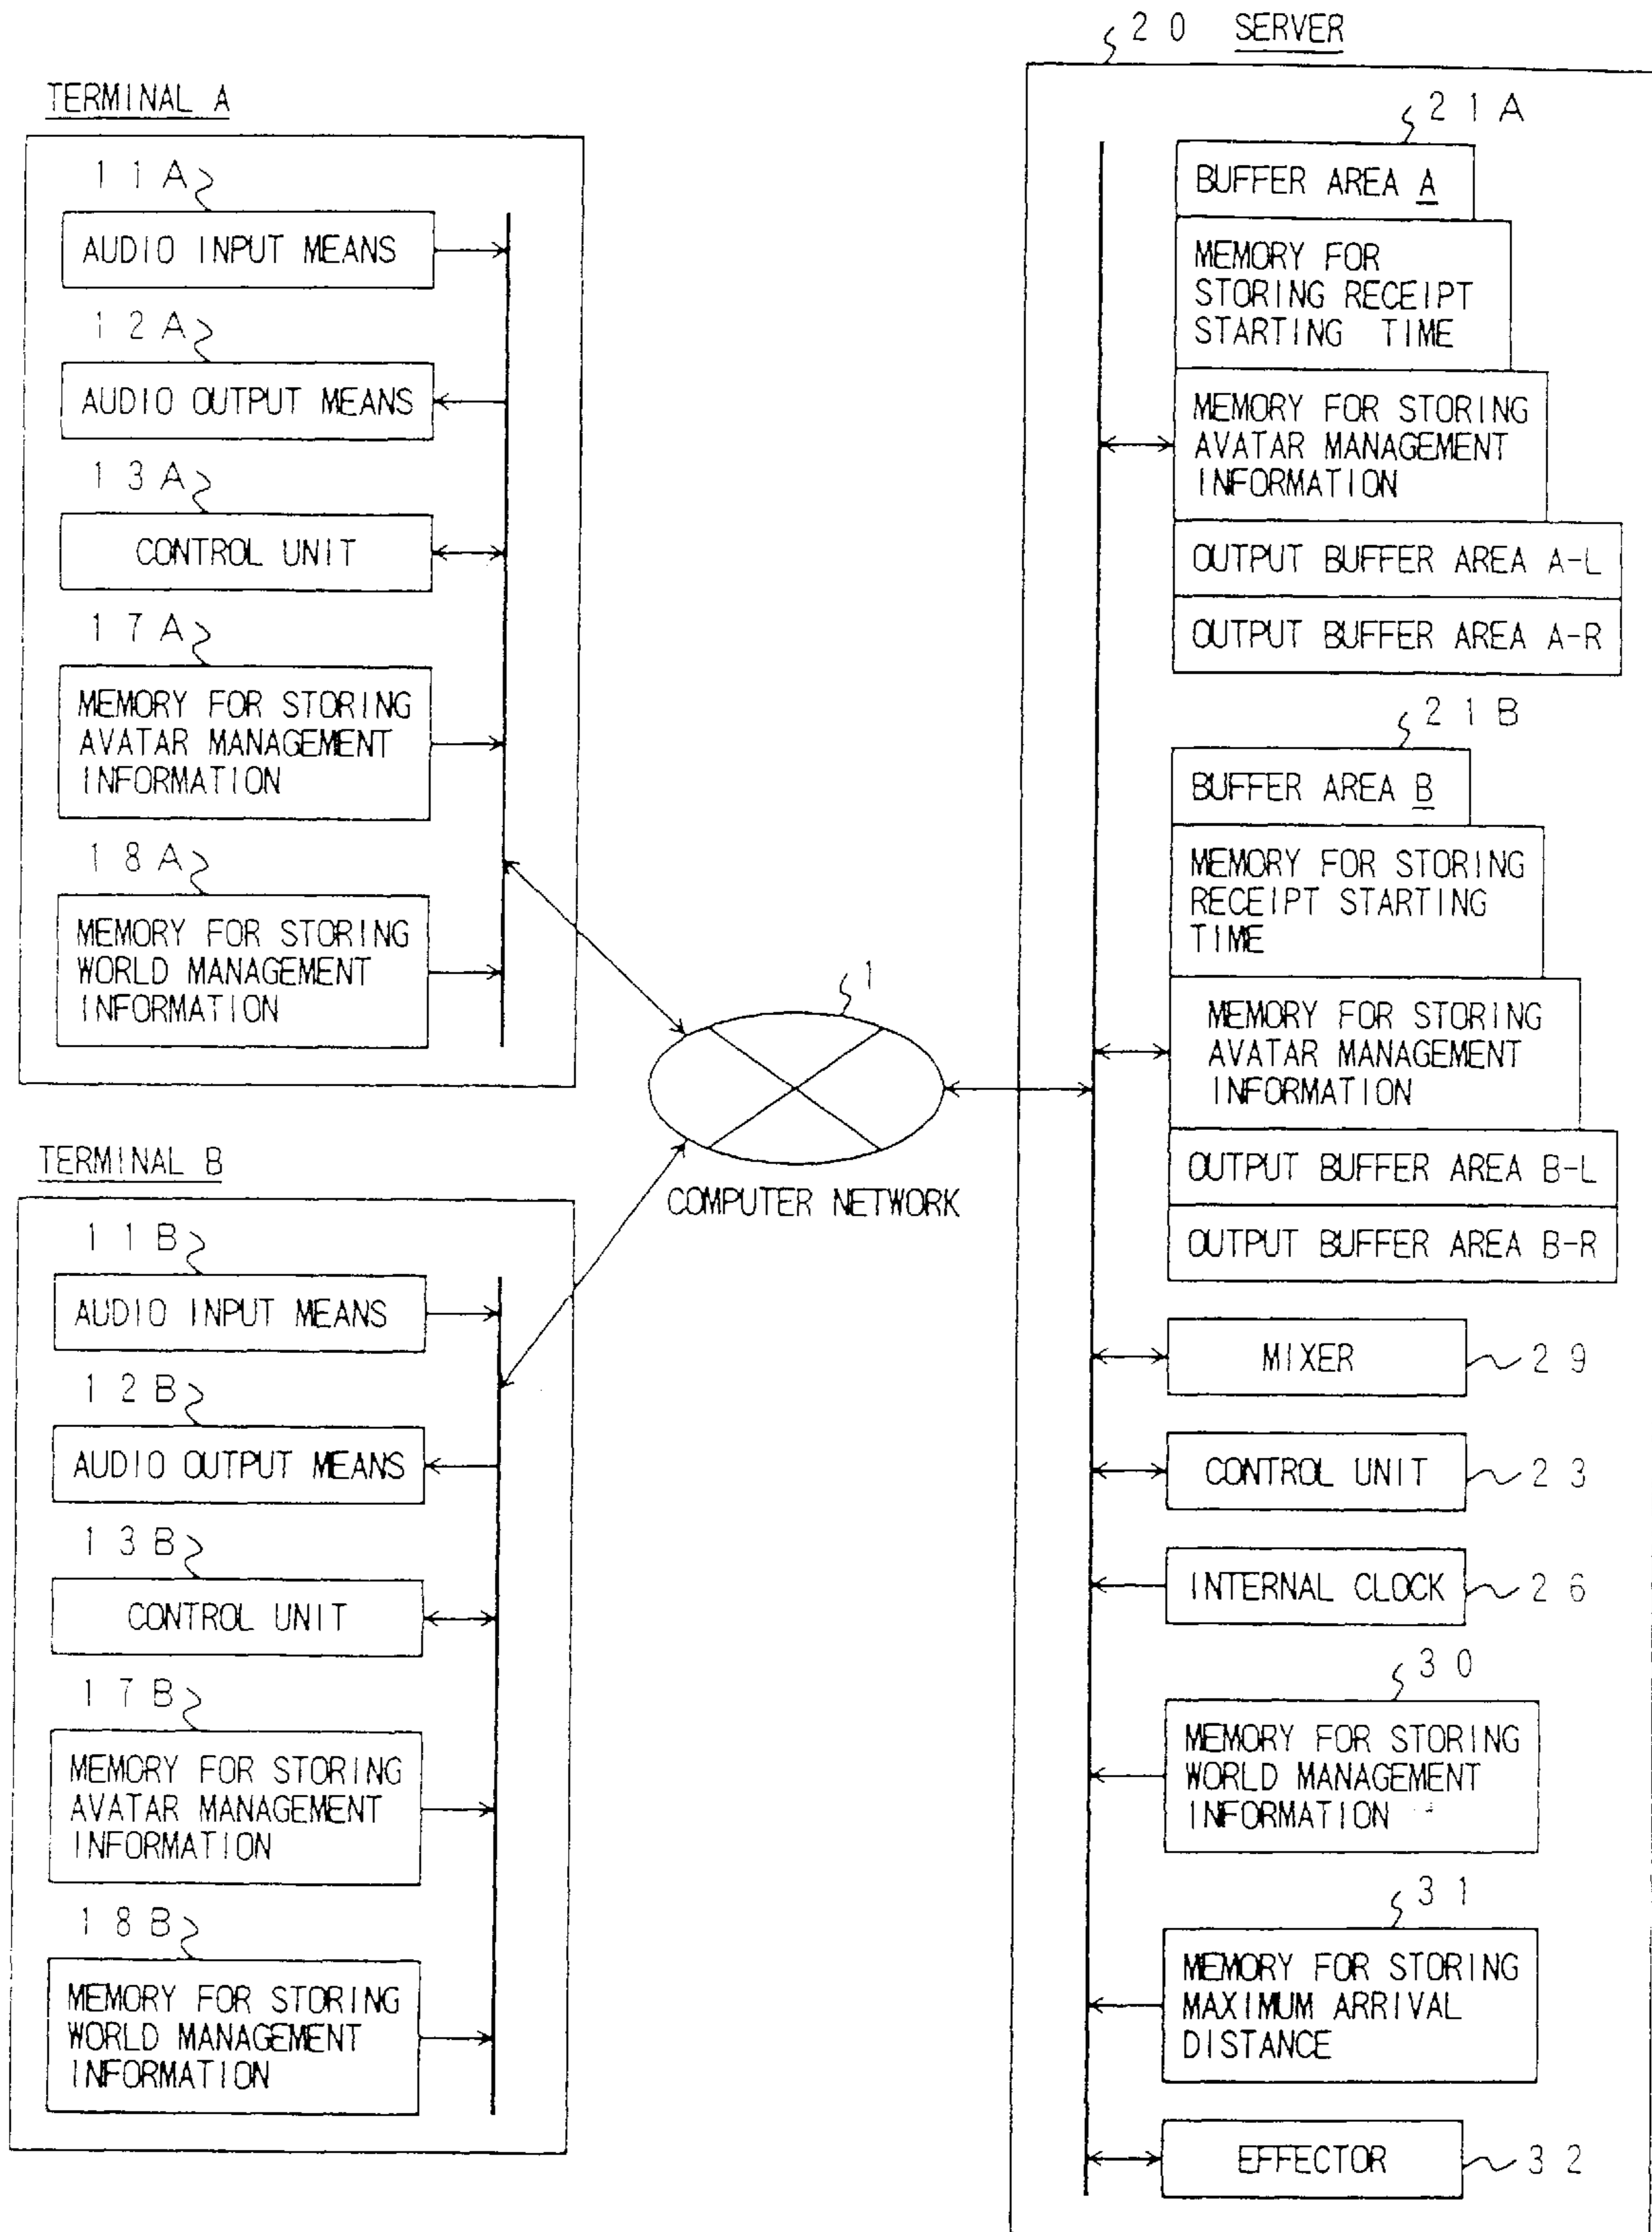 TERMINAL A
11A
AUDIO INPUT MEANS
12A
AUDIO OUTPUT MEANS
13A
CONTROL UNIT
17A
MEMORY FOR STORING
AVATAR MANAGEMENT
INFORMATION
18A
MEMORY FOR STORING
WORLD MANAGEMENT
INFORMATION
TERMINAL B
11B
AUDIO INPUT MEANS
12B
AUDIO OUTPUT MEANS
13B
CONTROL UNIT
17B
MEMORY FOR STORING
AVATAR MANAGEMENT
INFORMATION
18B
MEMORY FOR STORING
WORLD MANAGEMENT
INFORMATION
1
COMPUTER NETWORK
20 SERVER
21A
BUFFER AREA A
MEMORY FOR
STORING RECEIPT
STARTING TIME
MEMORY FOR STORING
AVATAR MANAGEMENT
INFORMATION
OUTPUT BUFFER AREA A-L
OUTPUT BUFFER AREA A-R
21B
BUFFER AREA B
MEMORY FOR STORING
RECEIPT STARTING
TIME
MEMORY FOR STORING
AVATAR MANAGEMENT
INFORMATION
OUTPUT BUFFER AREA B-L
OUTPUT BUFFER AREA B-R
MIXER 29
CONTROL UNIT 23
INTERNAL CLOCK 26
30
MEMORY FOR STORING
WORLD MANAGEMENT
INFORMATION
31
MEMORY FOR STORING
MAXIMUM ARRIVAL
DISTANCE
EFFECTOR 32